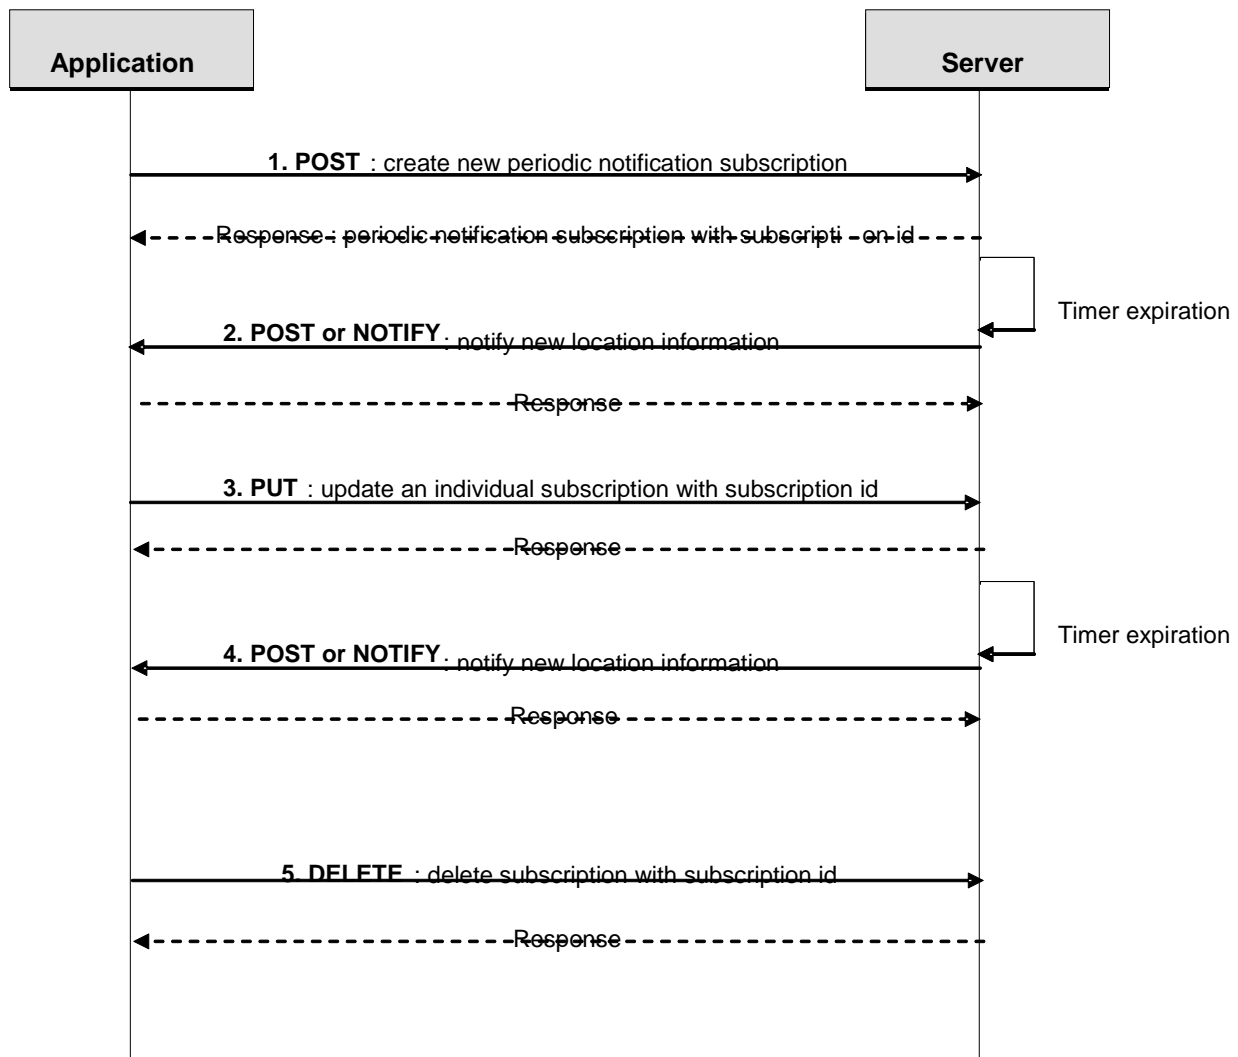 Application
Server
1. POST : create new periodic notification subscription
Response : periodic notification subscription with subscripti - on id
Timer expiration
2. POST or NOTIFY : notify new location information
Response
3. PUT : update an individual subscription with subscription id
Response
Timer expiration
4. POST or NOTIFY : notify new location information
Response
5. DELETE : delete subscription with subscription id
Response